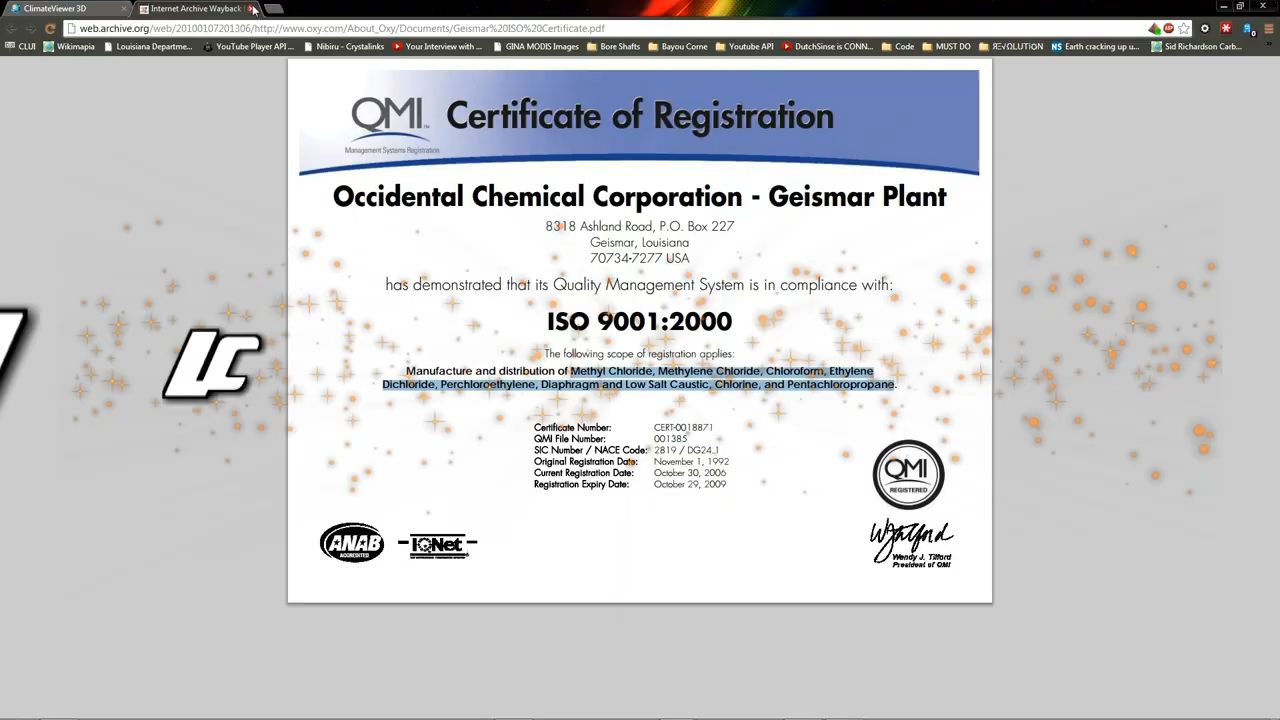 ClimateViewer 3D
Internet Archive Wayback
web.archive.org/web/20100107201306/http://www.oxy.com/About_Oxy/Documents/Geismar%20ISO%20Certificate.pdf
CLUI
Wikimapia
Louisiana Departme...
YouTube Player API ...
Nibiru - Crystalinks
Your Interview with ...
GINA MODIS Images
Bore Shafts
Bayou Corne
Youtube API
DutchSinse is CONN...
Code
MUST DO
Earth cracking up u...
Sid Richardson Carb...
QMI
Management Systems Registration
Certificate of Registration
Occidental Chemical Corporation - Geismar Plant
8318 Ashland Road, P.O. Box 227
Geismar, Louisiana
70734-7277 USA
has demonstrated that its Quality Management System is in compliance with:
ISO 9001:2000
The following scope of registration applies:
Manufacture and distribution of Methyl Chloride, Methylene Chloride, Chloroform, Ethylene
Dichloride, Perchloroethylene, Diaphragm and Low Salt Caustic, Chlorine, and Pentachloropropane.
Certificate Number: CERT-0018871
QMI File Number: 001385
SIC Number / NACE Code: 2819 / DG24.1
Original Registration Date: November 1, 1992
Current Registration Date: October 30, 2006
Registration Expiry Date: October 29, 2009
QMI
REGISTERED
ANAB
ACCREDITED
IQNet
Wendy J. Tilford
President of QMI